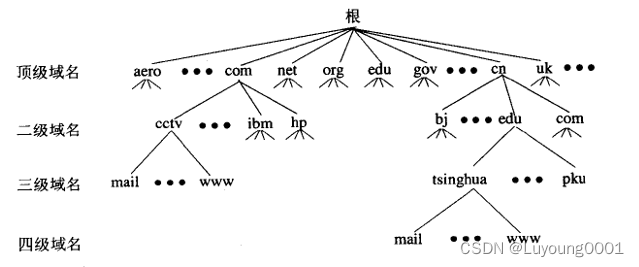 根
顶级域名 aero ••• com net org edu gov ••• cn uk •••
二级域名 cctv ••• ibm hp bj ••• edu com
三级域名 mail ••• www tsinghua ••• pku
四级域名 mail ••• www
CSDN @Luyoung0001